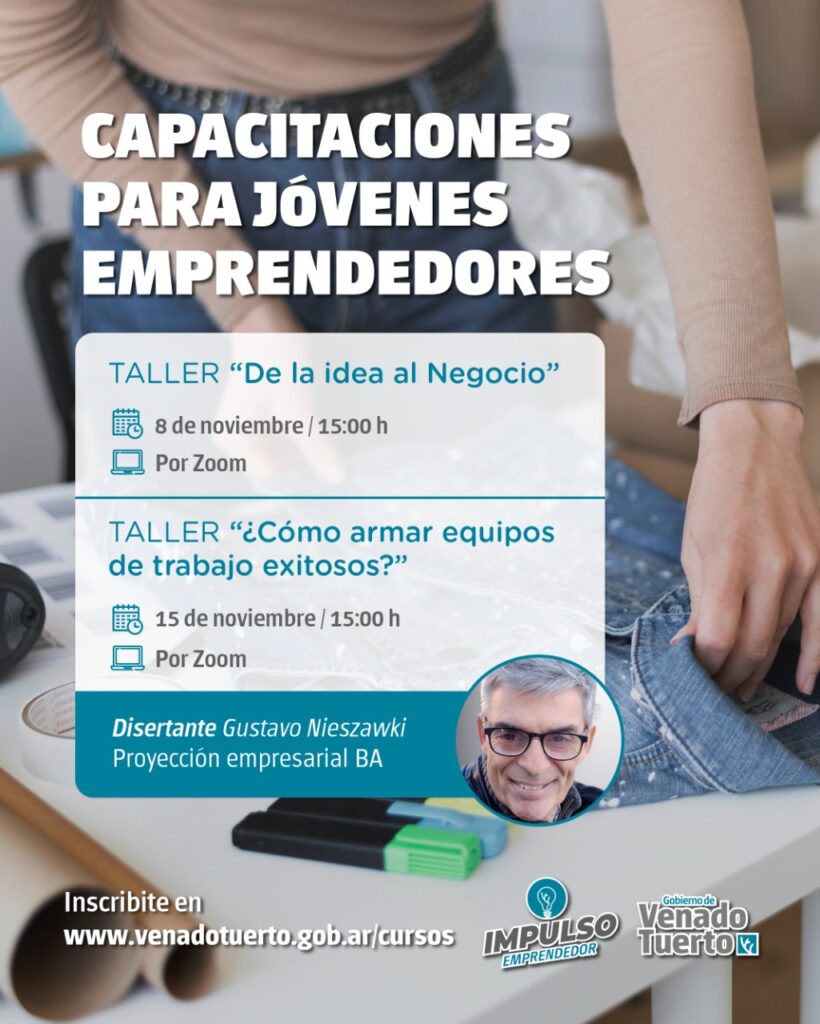 CAPACITACIONES
PARA JÓVENES
EMPRENDEDORES
TALLER “De la idea al Negocio”
8 de noviembre / 15:00 h
Por Zoom
TALLER “¿Cómo armar equipos
de trabajo exitosos?”
15 de noviembre / 15:00 h
Por Zoom
Disertante Gustavo Nieszawki
Proyección empresarial BA
Inscribite en
www.venadotuerto.gob.ar/cursos
IMPULSO
EMPRENDEDOR
Gobierno de
Venado
Tuerto